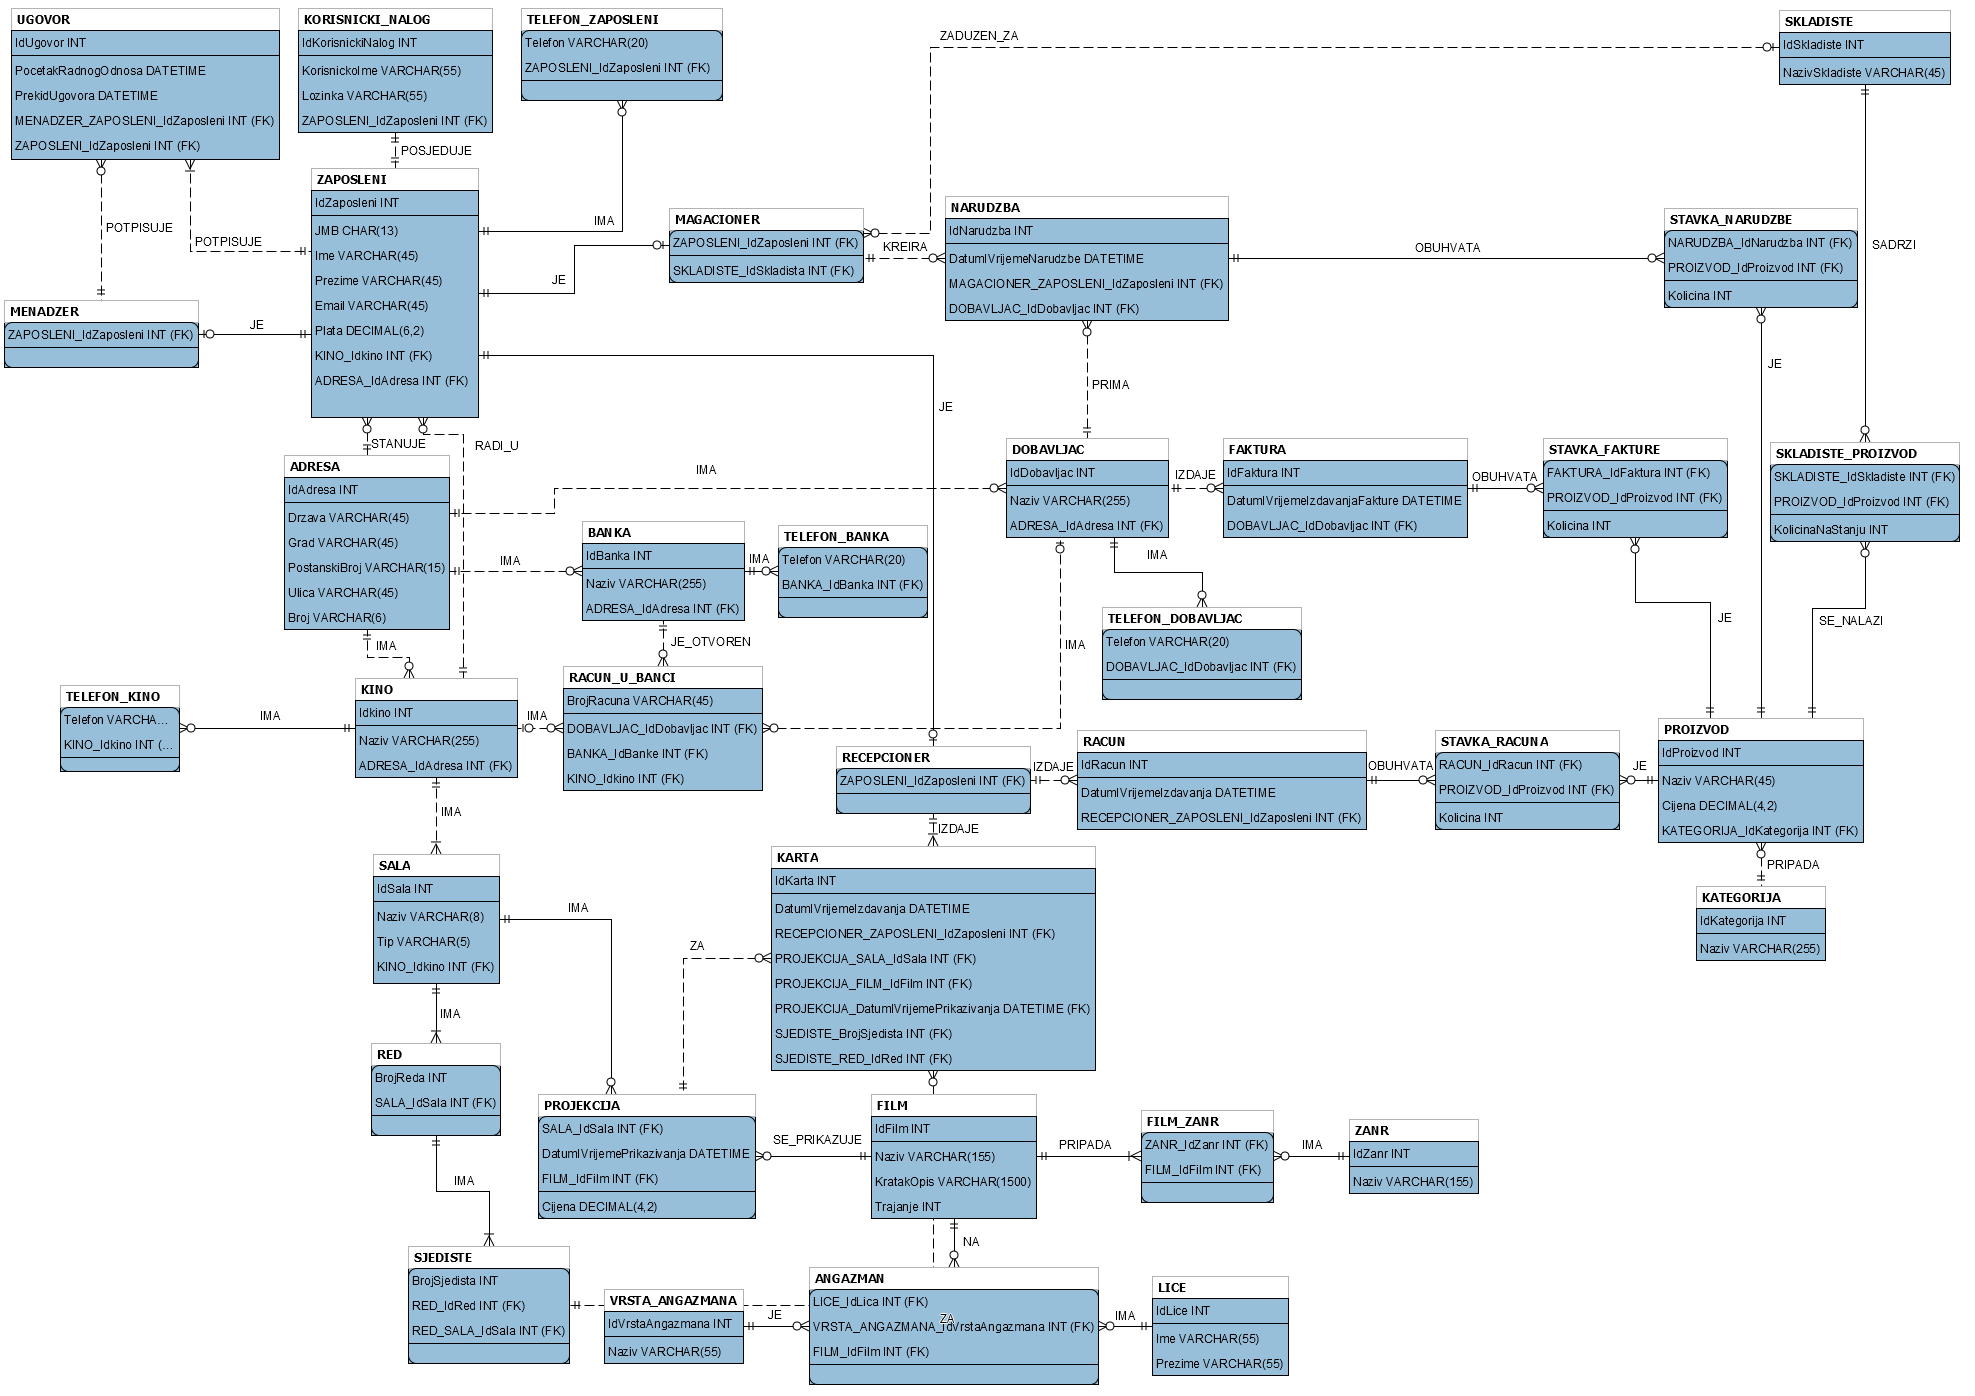 UGOVOR
IdUgovor INT
PocetakRadnogOdnosa DATETIME
PrekidUgovora DATETIME
MENADZER_ZAPOSLENI_IdZaposleni INT (FK)
ZAPOSLENI_IdZaposleni INT (FK)
KORISNICKI_NALOG
IdKorisnickiNalog INT
KorisnickoIme VARCHAR(55)
Lozinka VARCHAR(55)
ZAPOSLENI_IdZaposleni INT (FK)
TELEFON_ZAPOSLENI
Telefon VARCHAR(20)
ZAPOSLENI_IdZaposleni INT (FK)
ZADUZEN_ZA
SKLADISTE
IdSkladiste INT
NazivSkladiste VARCHAR(45)
POSJEDUJE
POTPISUJE
POTPISUJE
ZAPOSLENI
IdZaposleni INT
JMB CHAR(13)
Ime VARCHAR(45)
Prezime VARCHAR(45)
Email VARCHAR(45)
Plata DECIMAL(6,2)
KINO_Idkino INT (FK)
ADRESA_IdAdresa INT (FK)
IMA
JE
MAGACIONER
ZAPOSLENI_IdZaposleni INT (FK)
SKLADISTE_IdSkladista INT (FK)
KREIRA
NARUDZBA
IdNarudzba INT
DatumIVrijemeNarudzbe DATETIME
MAGACIONER_ZAPOSLENI_IdZaposleni INT (FK)
DOBAVLJAC_IdDobavljac INT (FK)
OBUHVATA
STAVKA_NARUDZBE
NARUDZBA_IdNarudzba INT (FK)
PROIZVOD_IdProizvod INT (FK)
Kolicina INT
SADRZI
MENADZER
ZAPOSLENI_IdZaposleni INT (FK)
JE
JE
PRIMA
JE
STANUJE
RADI_U
ADRESA
IdAdresa INT
Drzava VARCHAR(45)
Grad VARCHAR(45)
PostanskiBroj VARCHAR(15)
Ulica VARCHAR(45)
Broj VARCHAR(6)
IMA
DOBAVLJAC
IdDobavljac INT
Naziv VARCHAR(255)
ADRESA_IdAdresa INT (FK)
IZDAJE
FAKTURA
IdFaktura INT
DatumIVrijemeIzdavanjaFakture DATETIME
DOBAVLJAC_IdDobavljac INT (FK)
OBUHVATA
STAVKA_FAKTURE
FAKTURA_IdFaktura INT (FK)
PROIZVOD_IdProizvod INT (FK)
Kolicina INT
SKLADISTE_PROIZVOD
SKLADISTE_IdSkladiste INT (FK)
PROIZVOD_IdProizvod INT (FK)
KolicinaNaStanju INT
IMA
BANKA
IdBanka INT
Naziv VARCHAR(255)
ADRESA_IdAdresa INT (FK)
IMA
TELEFON_BANKA
Telefon VARCHAR(20)
BANKA_IdBanka INT (FK)
IMA
TELEFON_DOBAVLJAC
Telefon VARCHAR(20)
DOBAVLJAC_IdDobavljac INT (FK)
JE
SE_NALAZI
IMA
JE_OTVOREN
IMA
TELEFON_KINO
Telefon VARCHA...
KINO_Idkino INT (...
IMA
KINO
Idkino INT
Naziv VARCHAR(255)
ADRESA_IdAdresa INT (FK)
IMA
RACUN_U_BANCI
BrojRacuna VARCHAR(45)
DOBAVLJAC_IdDobavljac INT (FK)
BANKA_IdBanke INT (FK)
KINO_Idkino INT (FK)
RECEPCIONER
ZAPOSLENI_IdZaposleni INT (FK)
IZDAJE
RACUN
IdRacun INT
DatumIVrijemeIzdavanja DATETIME
RECEPCIONER_ZAPOSLENI_IdZaposleni INT (FK)
OBUHVATA
STAVKA_RACUNA
RACUN_IdRacun INT (FK)
PROIZVOD_IdProizvod INT (FK)
Kolicina INT
JE
PROIZVOD
IdProizvod INT
Naziv VARCHAR(45)
Cijena DECIMAL(4,2)
KATEGORIJA_IdKategorija INT (FK)
IMA
IZDAJE
PRIPADA
KATEGORIJA
IdKategorija INT
Naziv VARCHAR(255)
SALA
IdSala INT
Naziv VARCHAR(8)
Tip VARCHAR(5)
KINO_Idkino INT (FK)
IMA
ZA
KARTA
IdKarta INT
DatumIVrijemeIzdavanja DATETIME
RECEPCIONER_ZAPOSLENI_IdZaposleni INT (FK)
PROJEKCIJA_SALA_IdSala INT (FK)
PROJEKCIJA_FILM_IdFilm INT (FK)
PROJEKCIJA_DatumIVrijemePrikazivanja DATETIME (FK)
SJEDISTE_BrojSjedista INT (FK)
SJEDISTE_RED_IdRed INT (FK)
IMA
RED
BrojReda INT
SALA_IdSala INT (FK)
PROJEKCIJA
SALA_IdSala INT (FK)
DatumIVrijemePrikazivanja DATETIME
FILM_IdFilm INT (FK)
Cijena DECIMAL(4,2)
SE_PRIKAZUJE
FILM
IdFilm INT
Naziv VARCHAR(155)
KratakOpis VARCHAR(1500)
Trajanje INT
PRIPADA
FILM_ZANR
ZANR_IdZanr INT (FK)
FILM_IdFilm INT (FK)
IMA
ZANR
IdZanr INT
Naziv VARCHAR(155)
IMA
NA
SJEDISTE
BrojSjedista INT
RED_IdRed INT (FK)
RED_SALA_IdSala INT (FK)
VRSTA_ANGAZMANA
IdVrstaAngazmana INT
Naziv VARCHAR(55)
JE
ANGAZMAN
LICE_IdLica INT (FK)
ZA
VRSTA_ANGAZMANA_IdVrstaAngazmana INT (FK)
FILM_IdFilm INT (FK)
IMA
LICE
IdLice INT
Ime VARCHAR(55)
Prezime VARCHAR(55)